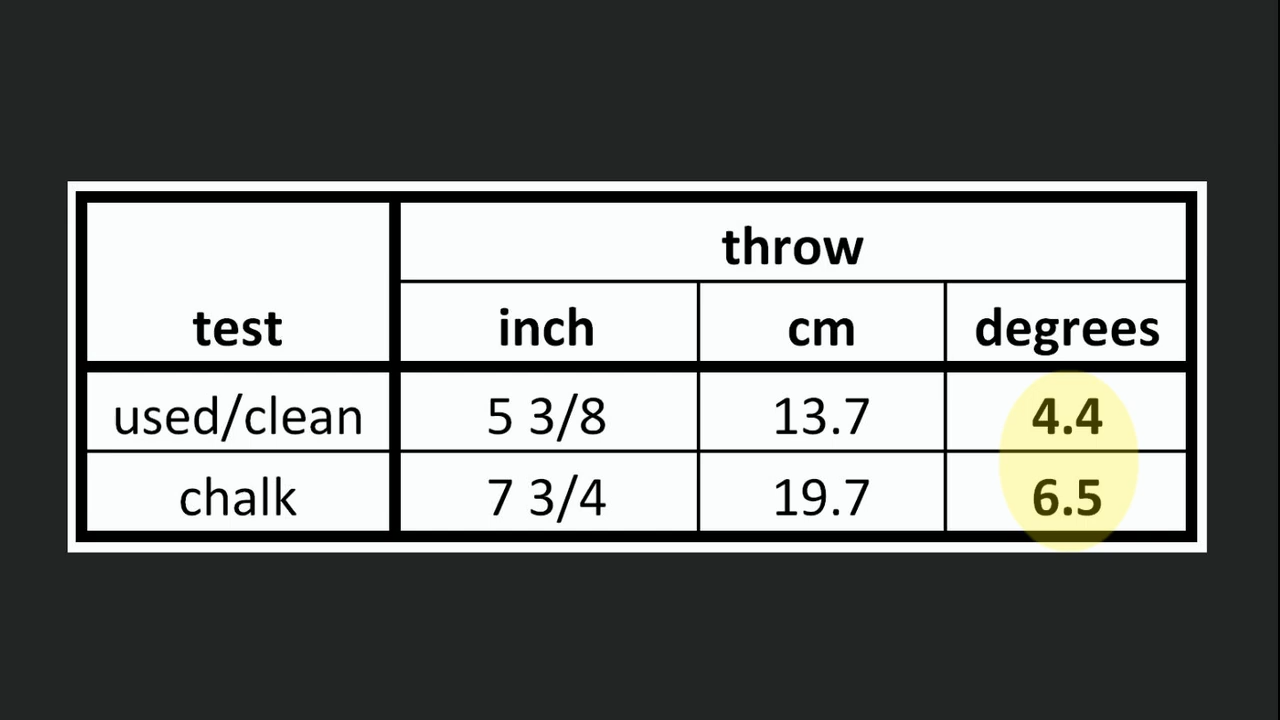 throw
test inch cm degrees
used/clean 5 3/8 13.7 4.4
chalk 7 3/4 19.7 6.5